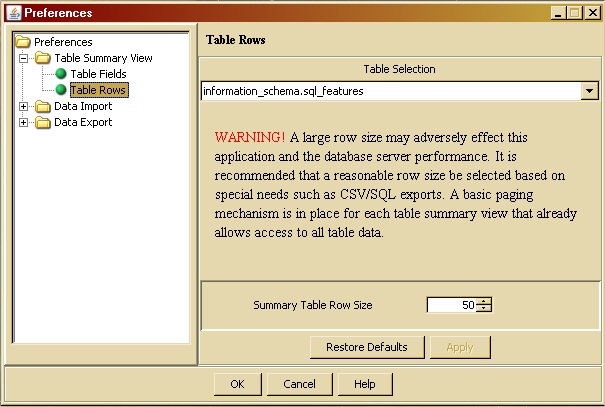 Preferences
Preferences
Table Summary View
Table Fields
Table Rows
Data Import
Data Export
Table Rows
Table Selection
information_schema.sql_features
WARNING! A large row size may adversely effect this
application and the database server performance. It is
recommended that a reasonable row size be selected based on
special needs such as CSV/SQL exports. A basic paging
mechanism is in place for each table summary view that already
allows access to all table data.
Summary Table Row Size 50
Restore Defaults Apply
OK Cancel Help